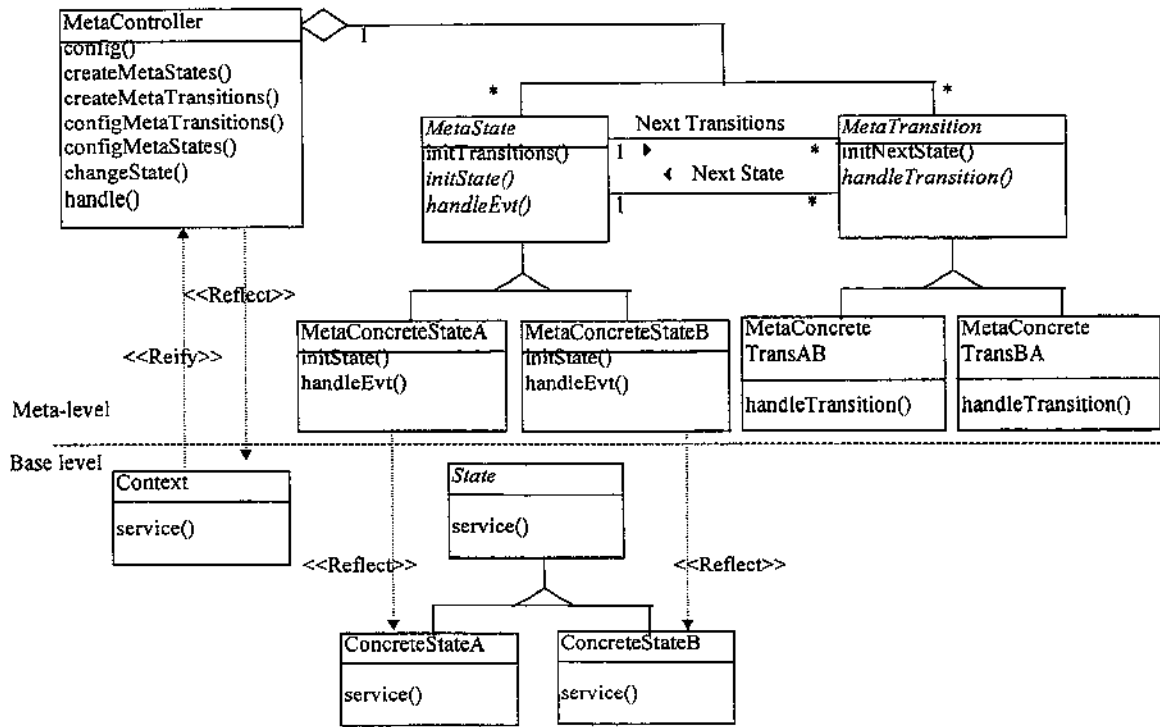 MetaController
config()
createMetaStates()
createMetaTransitions()
configMetaTransitions()
configMetaStates()
changeState()
handle()
1
*
*
MetaState
initTransitions()
initState()
handleEvt()
Next Transitions
1
*
Next State
1
*
MetaTransition
initNextState()
handleTransition()
<<Reflect>>
<<Reify>>
MetaConcreteStateA
initState()
handleEvt()
MetaConcreteStateB
initState()
handleEvt()
MetaConcrete
TransAB
handleTransition()
MetaConcrete
TransBA
handleTransition()
Meta-level
Base level
Context
service()
State
service()
<<Reflect>>
<<Reflect>>
ConcreteStateA
service()
ConcreteStateB
service()